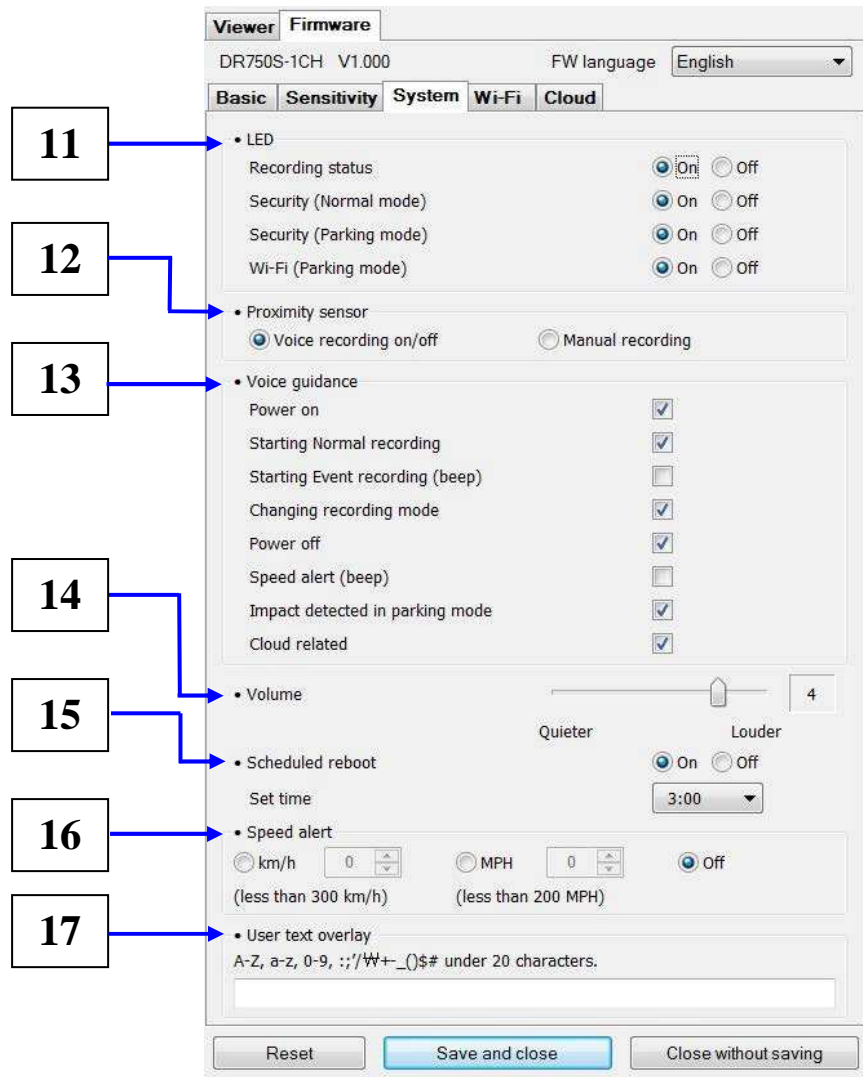 Viewer Firmware
DR750S-1CH V1.000 FW language English
Basic Sensitivity System Wi-Fi Cloud
11
• LED
Recording status On Off
Security (Normal mode) On Off
Security (Parking mode) On Off
12
Wi-Fi (Parking mode) On Off
• Proximity sensor
Voice recording on/off Manual recording
13
• Voice guidance
Power on
Starting Normal recording
Starting Event recording (beep)
Changing recording mode
Power off
14
Speed alert (beep)
Impact detected in parking mode
Cloud related
• Volume 4
15
Quieter Louder
• Scheduled reboot On Off
Set time 3:00
16
• Speed alert
km/h 0 MPH 0 Off
(less than 300 km/h) (less than 200 MPH)
17
• User text overlay
A-Z, a-z, 0-9, :;'/₩+-_()$# under 20 characters.
Reset Save and close Close without saving